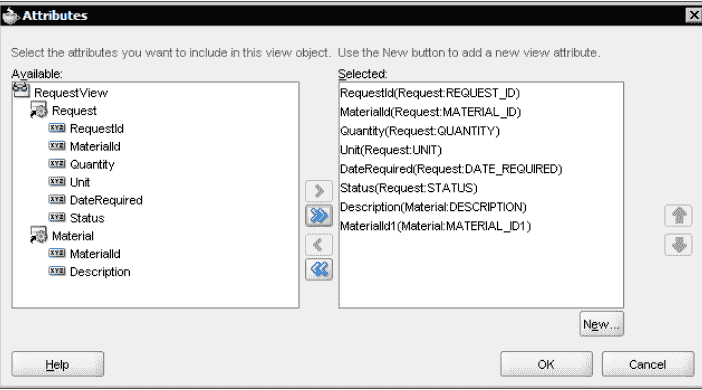 Attributes
Select the attributes you want to include in this view object. Use the New button to add a new view attribute.
Available:
RequestView
Request
RequestId
MaterialId
Quantity
Unit
DateRequired
Status
Material
MaterialId
Description
Selected:
RequestId(Request:REQUEST_ID)
MaterialId(Request:MATERIAL_ID)
Quantity(Request:QUANTITY)
Unit(Request:UNIT)
DateRequired(Request:DATE_REQUIRED)
Status(Request:STATUS)
Description(Material:DESCRIPTION)
MaterialId1(Material:MATERIAL_ID1)
New...
Help
OK
Cancel